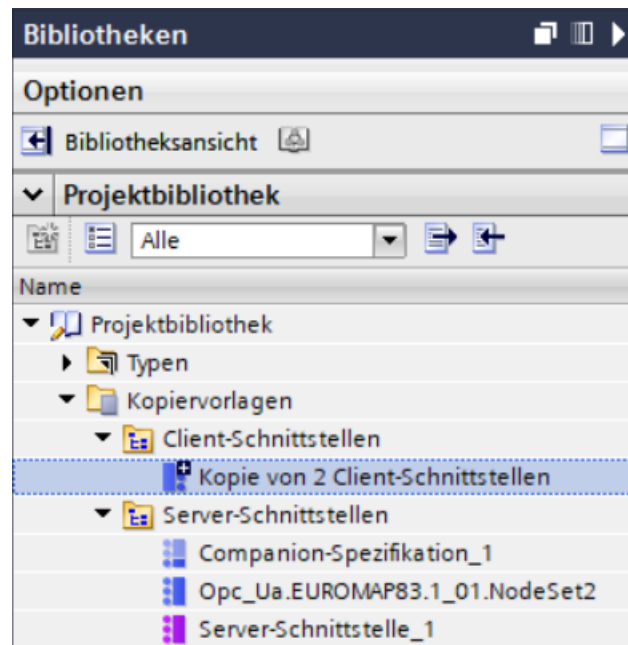 Bibliotheken
Optionen
Bibliotheksansicht
Projektbibliothek
Alle
Name
Projektbibliothek
Typen
Kopiervorlagen
Client-Schnittstellen
Kopie von 2 Client-Schnittstellen
Server-Schnittstellen
Companion-Spezifikation_1
Opc_Ua.EUROMAP83.1_01.NodeSet2
Server-Schnittstelle_1